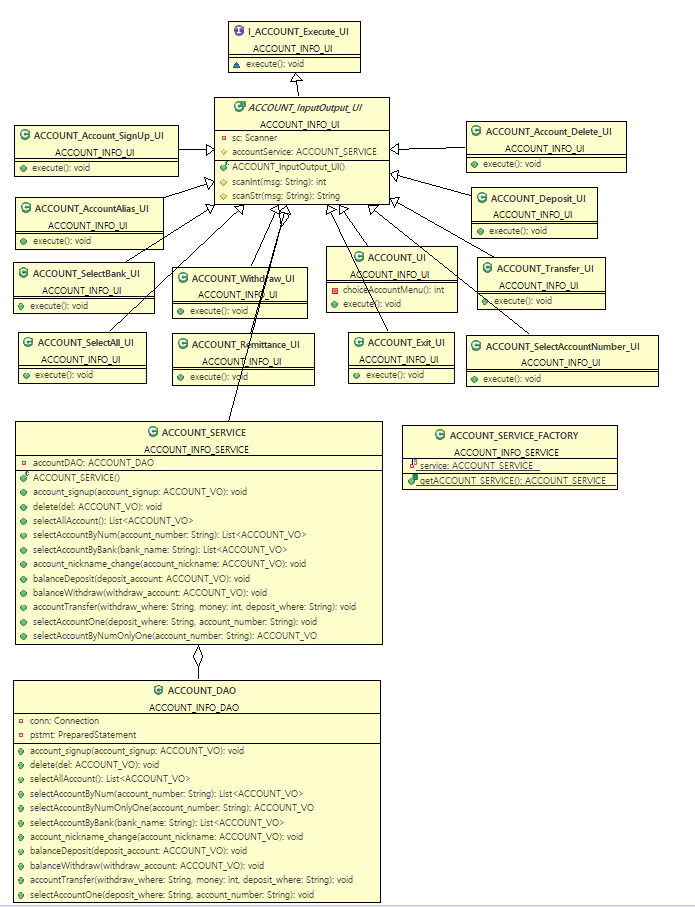 I_ACCOUNT_Execute_UI
ACCOUNT_INFO_UI
execute(): void
ACCOUNT_InputOutput_UI
ACCOUNT_INFO_UI
sc: Scanner
accountService: ACCOUNT_SERVICE
ACCOUNT_InputOutput_UI()
scanInt(msg: String): int
scanStr(msg: String): String
ACCOUNT_Account_SignUp_UI
ACCOUNT_INFO_UI
execute(): void
ACCOUNT_Account_Delete_UI
ACCOUNT_INFO_UI
execute(): void
ACCOUNT_AccountAlias_UI
ACCOUNT_INFO_UI
execute(): void
ACCOUNT_Deposit_UI
ACCOUNT_INFO_UI
execute(): void
ACCOUNT_SelectBank_UI
ACCOUNT_INFO_UI
execute(): void
ACCOUNT_Withdraw_UI
ACCOUNT_INFO_UI
execute(): void
ACCOUNT_UI
ACCOUNT_INFO_UI
choiceAccountMenu(): int
execute(): void
ACCOUNT_Transfer_UI
ACCOUNT_INFO_UI
execute(): void
ACCOUNT_SelectAll_UI
ACCOUNT_INFO_UI
execute(): void
ACCOUNT_Remittance_UI
ACCOUNT_INFO_UI
execute(): void
ACCOUNT_Exit_UI
ACCOUNT_INFO_UI
execute(): void
ACCOUNT_SelectAccountNumber_UI
ACCOUNT_INFO_UI
execute(): void
ACCOUNT_SERVICE
ACCOUNT_INFO_SERVICE
accountDAO: ACCOUNT_DAO
ACCOUNT_SERVICE()
account_signup(account_signup: ACCOUNT_VO): void
delete(del: ACCOUNT_VO): void
selectAllAccount(): List<ACCOUNT_VO>
selectAccountByNum(account_number: String): List<ACCOUNT_VO>
selectAccountByBank(bank_name: String): List<ACCOUNT_VO>
account_nickname_change(account_nickname: ACCOUNT_VO): void
balanceDeposit(deposit_account: ACCOUNT_VO): void
balanceWithdraw(withdraw_account: ACCOUNT_VO): void
accountTransfer(withdraw_where: String, money: int, deposit_where: String): void
selectAccountOne(deposit_where: String, account_number: String): void
selectAccountByNumOnlyOne(account_number: String): ACCOUNT_VO
ACCOUNT_SERVICE_FACTORY
ACCOUNT_INFO_SERVICE
service: ACCOUNT_SERVICE
getACCOUNT_SERVICE(): ACCOUNT_SERVICE
ACCOUNT_DAO
ACCOUNT_INFO_DAO
conn: Connection
pstmt: PreparedStatement
account_signup(account_signup: ACCOUNT_VO): void
delete(del: ACCOUNT_VO): void
selectAllAccount(): List<ACCOUNT_VO>
selectAccountByNum(account_number: String): List<ACCOUNT_VO>
selectAccountByNumOnlyOne(account_number: String): ACCOUNT_VO
selectAccountByBank(bank_name: String): List<ACCOUNT_VO>
account_nickname_change(account_nickname: ACCOUNT_VO): void
balanceDeposit(deposit_account: ACCOUNT_VO): void
balanceWithdraw(withdraw_account: ACCOUNT_VO): void
accountTransfer(withdraw_where: String, money: int, deposit_where: String): void
selectAccountOne(deposit_where: String, account_number: String): void